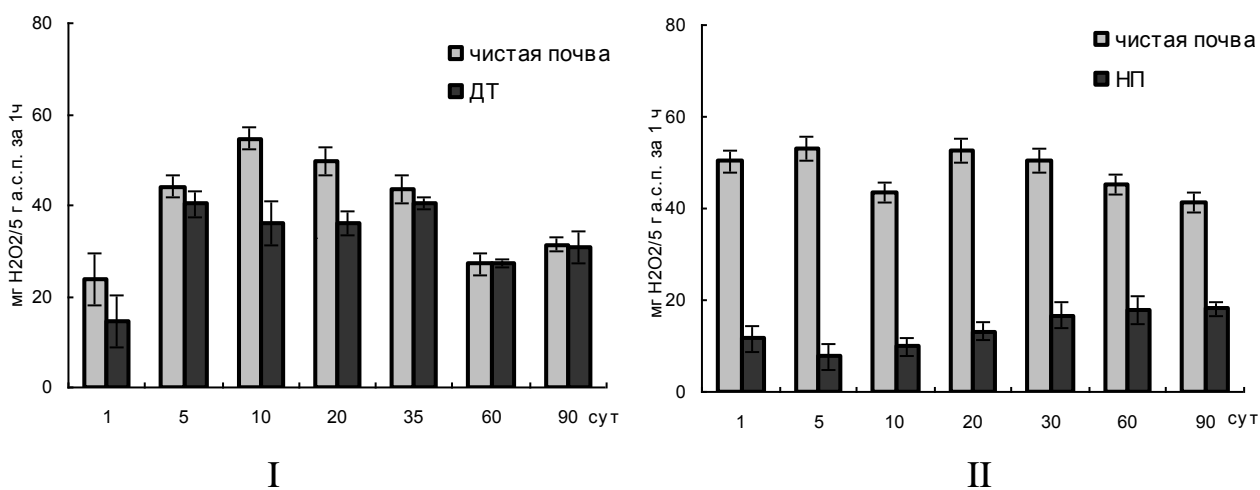 80
60
40
20
0
мг H2O2/5 г а.с.п. за 1ч
чистая почва
ДТ
1 5 10 20 35 60 90 сут
I
80
60
40
20
0
мг H2O2/5 г а.с.п. за 1 ч
чистая почва
НП
1 5 10 20 30 60 90 сут
II